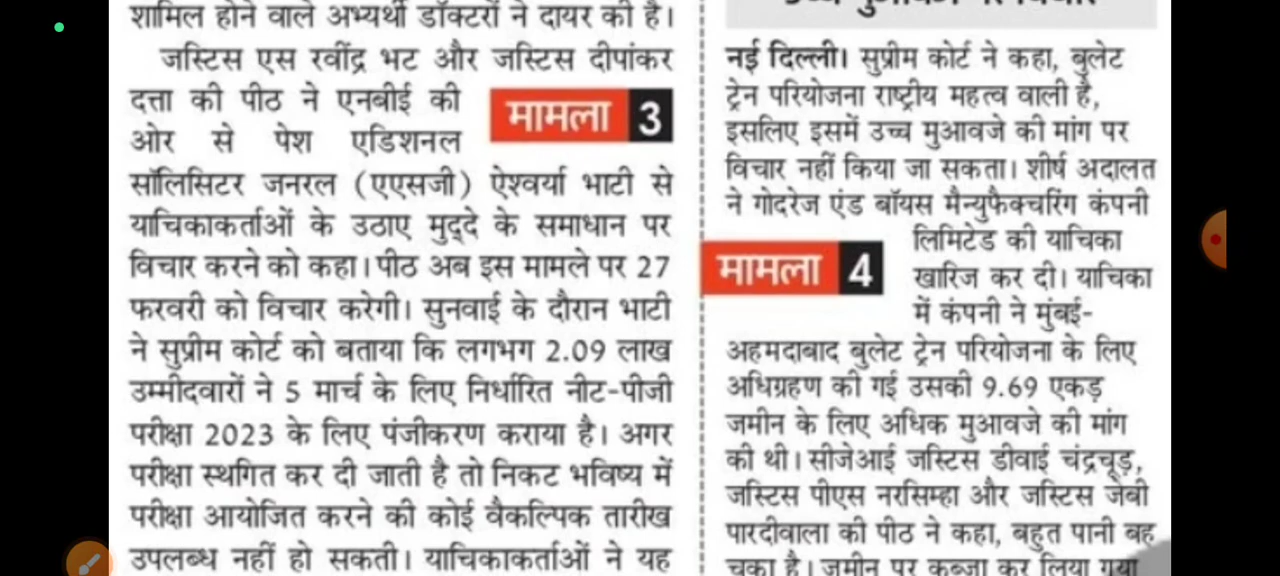 शामिल होने वाले अभ्यर्थी डॉक्टरों ने दायर की है।
जस्टिस एस रवींद्र भट और जस्टिस दीपांकर
दत्ता की पीठ ने एनबीई की
ओर से पेश एडिशनल
मामला 3
सॉलिसिटर जनरल (एएसजी) ऐश्वर्या भाटी से
याचिकाकर्ताओं के उठाए मुद्दे के समाधान पर
विचार करने को कहा। पीठ अब इस मामले पर 27
फरवरी को विचार करेगी। सुनवाई के दौरान भाटी
ने सुप्रीम कोर्ट को बताया कि लगभग 2.09 लाख
उम्मीदवारों ने 5 मार्च के लिए निर्धारित नीट-पीजी
परीक्षा 2023 के लिए पंजीकरण कराया है। अगर
परीक्षा स्थगित कर दी जाती है तो निकट भविष्य में
परीक्षा आयोजित करने की कोई वैकल्पिक तारीख
उपलब्ध नहीं हो सकती। याचिकाकर्ताओं ने यह
नई दिल्ली। सुप्रीम कोर्ट ने कहा, बुलेट
ट्रेन परियोजना राष्ट्रीय महत्व वाली है,
इसलिए इसमें उच्च मुआवजे की मांग पर
विचार नहीं किया जा सकता। शीर्ष अदालत
ने गोदरेज एंड बॉयस मैन्युफैक्चरिंग कंपनी
लिमिटेड की याचिका
मामला 4
खारिज कर दी। याचिका
में कंपनी ने मुंबई-
अहमदाबाद बुलेट ट्रेन परियोजना के लिए
अधिग्रहण की गई उसकी 9.69 एकड़
जमीन के लिए अधिक मुआवजे की मांग
की थी। सीजेआई जस्टिस डीवाई चंद्रचूड़,
जस्टिस पीएस नरसिम्हा और जस्टिस जेबी
पारदीवाला की पीठ ने कहा, बहुत पानी बह
चुका है। जमीन पर कब्जा कर लिया गया